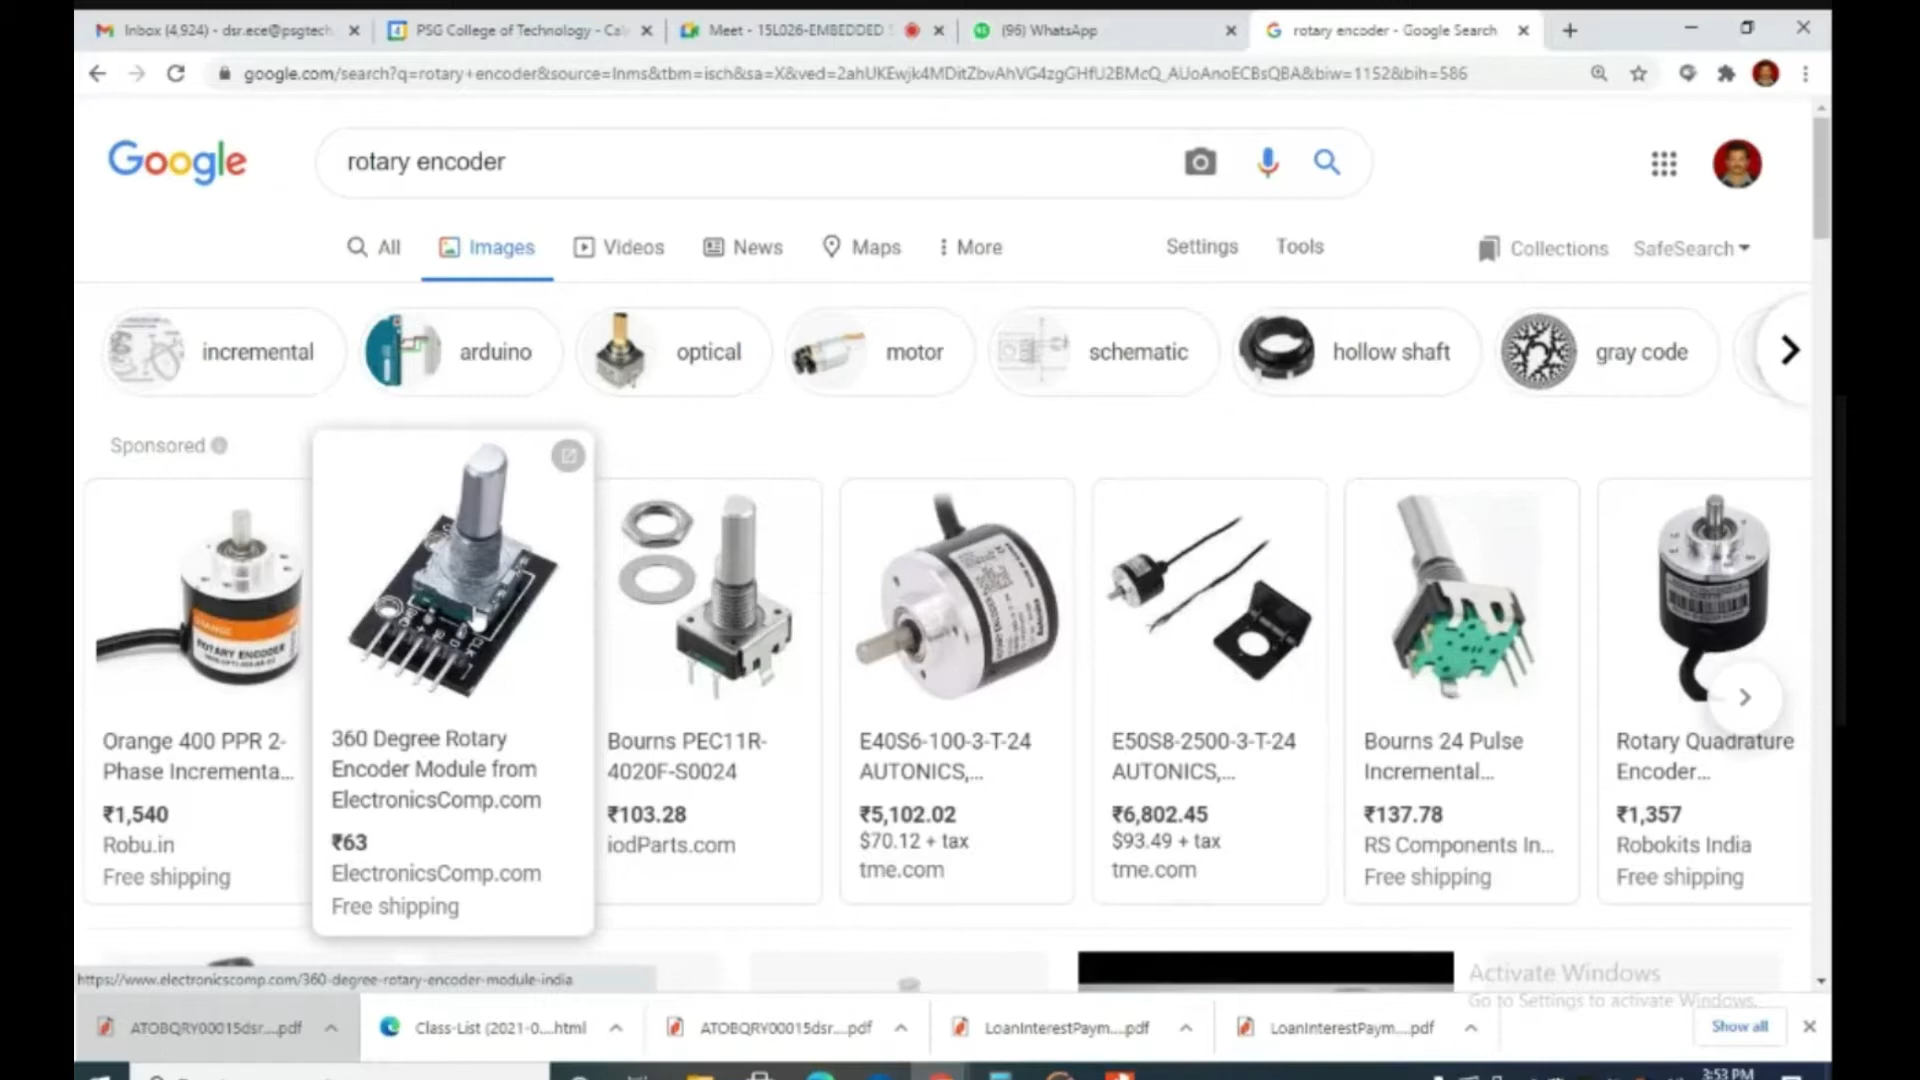 Inbox (4,924) - dsr.ece@psgtech
PSG College of Technology - Cal
Meet - 15L026-EMBEDDED S
(96) WhatsApp
rotary encoder - Google Search
google.com/search?q=rotary+encoder&source=lnms&tbm=isch&sa=X&ved=2ahUKEwjk4MDitZbvAhVG4zgGHfU2BMcQ_AUoAnoECBsQBA&biw=1152&bih=586
Google
rotary encoder
All
Images
Videos
News
Maps
More
Settings
Tools
Collections
SafeSearch
incremental
arduino
optical
motor
schematic
hollow shaft
gray code
Sponsored
ORANGE
ROTARY ENCODER
Orange 400 PPR 2-
Phase Incrementa...
₹1,540
Robu.in
Free shipping
360 Degree Rotary
Encoder Module from
ElectronicsComp.com
₹63
ElectronicsComp.com
Free shipping
Bourns PEC11R-
4020F-S0024
₹103.28
iodParts.com
E40S6-100-3-T-24
AUTONICS,...
₹5,102.02
$70.12 + tax
tme.com
E50S8-2500-3-T-24
AUTONICS,...
₹6,802.45
$93.49 + tax
tme.com
Bourns 24 Pulse
Incremental...
₹137.78
RS Components In...
Free shipping
Rotary Quadrature
Encoder...
₹1,357
Robokits India
Free shipping
https://www.electronicscomp.com/360-degree-rotary-encoder-module-india
Activate Windows
Go to Settings to activate Windows.
ATOBQRY00015dsr....pdf
Class-List (2021-0....html
ATOBQRY00015dsr....pdf
LoanInterestPaym....pdf
LoanInterestPaym....pdf
Show all
3:53 PM